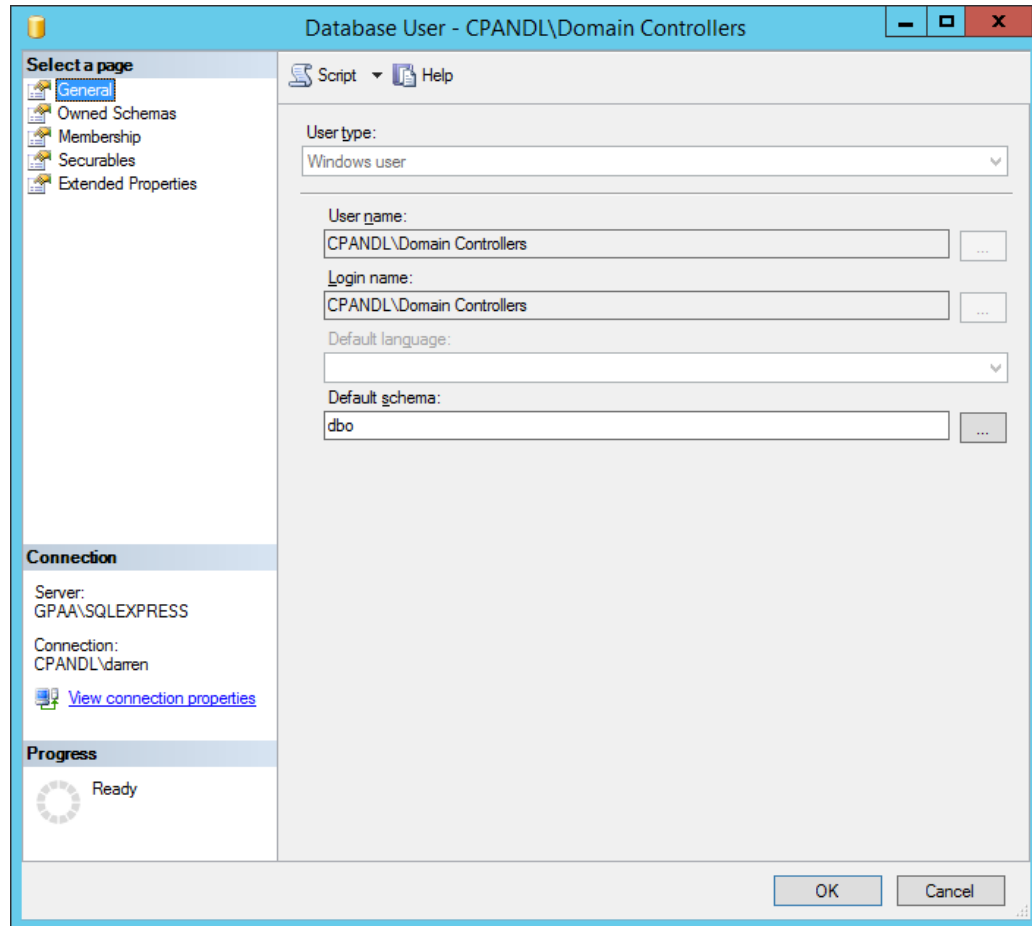 Database User - CPANDL\Domain Controllers
Select a page
General
Owned Schemas
Membership
Securables
Extended Properties
Script
Help
User type:
Windows user
User name:
CPANDL\Domain Controllers
...
Login name:
CPANDL\Domain Controllers
...
Default language:
Default schema:
dbo
...
Connection
Server:
GPAA\SQLEXPRESS
Connection:
CPANDL\darren
View connection properties
Progress
Ready
OK
Cancel